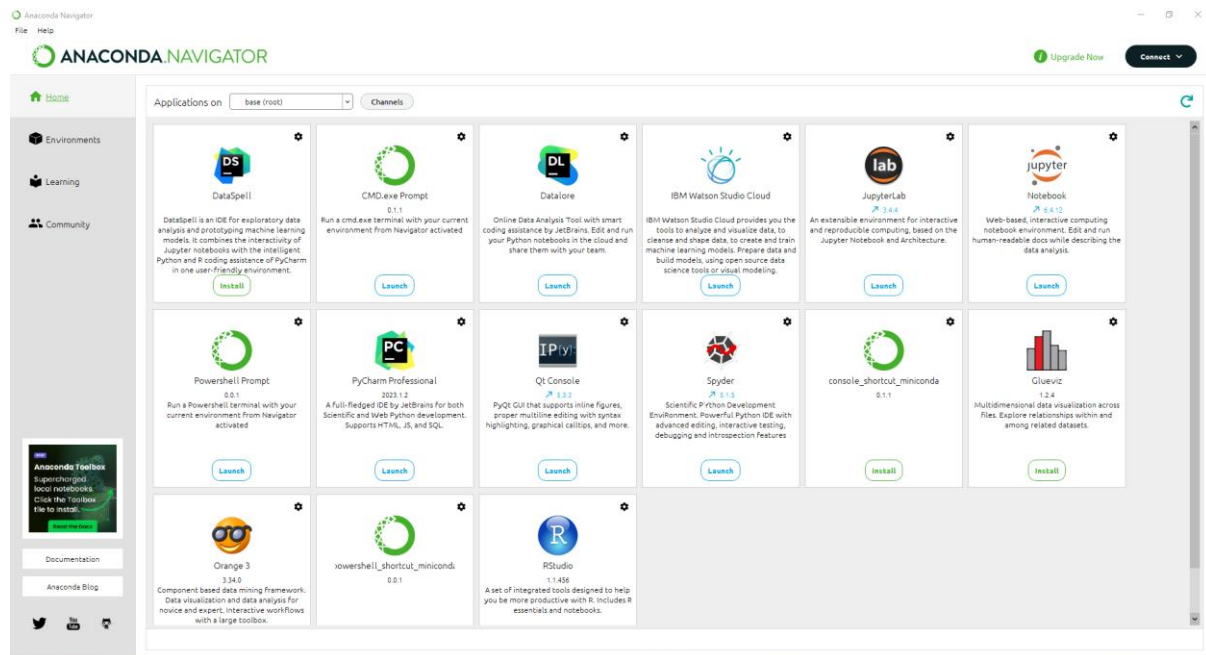 Anaconda Navigator
File Help
ANACONDA.NAVIGATOR
Upgrade Now
Connect
Home
Environments
Learning
Community
Applications on
base (root)
Channels
DS
DataSpell
DataSpell is an IDE for exploratory data
analysis and prototyping machine learning
models. It combines the interactivity of
Jupyter notebooks with the intelligent
Python and R coding assistance of PyCharm
in one user-friendly environment.
Install
CMD.exe Prompt
0.1.1
Run a cmd.exe terminal with your current
environment from Navigator activated
Launch
DL
Datalore
Online Data Analysis Tool with smart
coding assistance by JetBrains. Edit and run
your Python notebooks in the cloud and
share them with your team.
Launch
IBM Watson Studio Cloud
IBM Watson Studio Cloud provides you the
tools to analyze and visualize data, to
cleanse and shape data, to create and train
machine learning models. Prepare data and
build models, using open source data
science tools or visual modeling.
Launch
lab
JupyterLab
3.4.4
An extensible environment for interactive
and reproducible computing, based on the
Jupyter Notebook and Architecture.
Launch
jupyter
Notebook
6.4.12
Web-based, interactive computing
notebook environment. Edit and run
human-readable docs while describing the
data analysis.
Launch
Powershell Prompt
0.0.1
Run a Powershell terminal with your
current environment from Navigator
activated
Launch
PC
PyCharm Professional
2023.1.2
A full-fledged IDE by JetBrains for both
Scientific and Web Python development.
Supports HTML, JS, and SQL.
Launch
IP[y]:
Qt Console
PyQt GUI that supports inline figures,
proper multiline editing with syntax
highlighting, graphical calltips, and more.
Launch
Spyder
Scientific PYthon Development
EnviRonment. Powerful Python IDE with
advanced editing, interactive testing,
debugging and introspection features
Launch
console_shortcut_miniconda
0.1.1
Install
Glueviz
1.2.4
Multidimensional data visualization across
files. Explore relationships within and
among related datasets.
Install
Orange 3
3.34.0
Component based data mining framework.
Data visualization and data analysis for
novice and expert. Interactive workflows
with a large toolbox.
powershell_shortcut_miniconda
0.0.1
R
RStudio
1.1.456
A set of integrated tools designed to help
you be more productive with R. Includes R
essentials and notebooks.
Anaconda Toolbox
Supercharged
local notebooks.
Click the Toolbox
tile to install.
Read the Docs
Documentation
Anaconda Blog
You
Tube